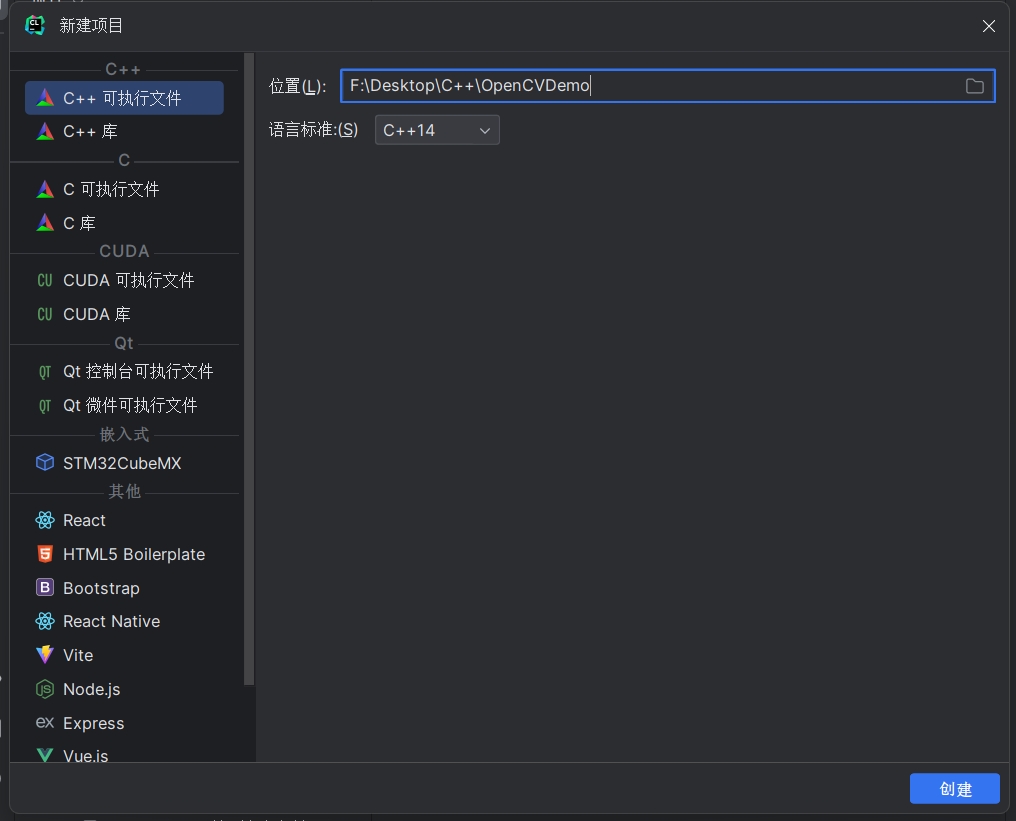 新建项目
C++
C++ 可执行文件
C++ 库
C
C 可执行文件
C 库
CUDA
CUDA 可执行文件
CUDA 库
Qt
Qt 控制台可执行文件
Qt 微件可执行文件
嵌入式
STM32CubeMX
其他
React
HTML5 Boilerplate
Bootstrap
React Native
Vite
Node.js
Express
Vue.js
位置(L):
F:\Desktop\C++\OpenCVDemo
语言标准:(S)
C++14
创建